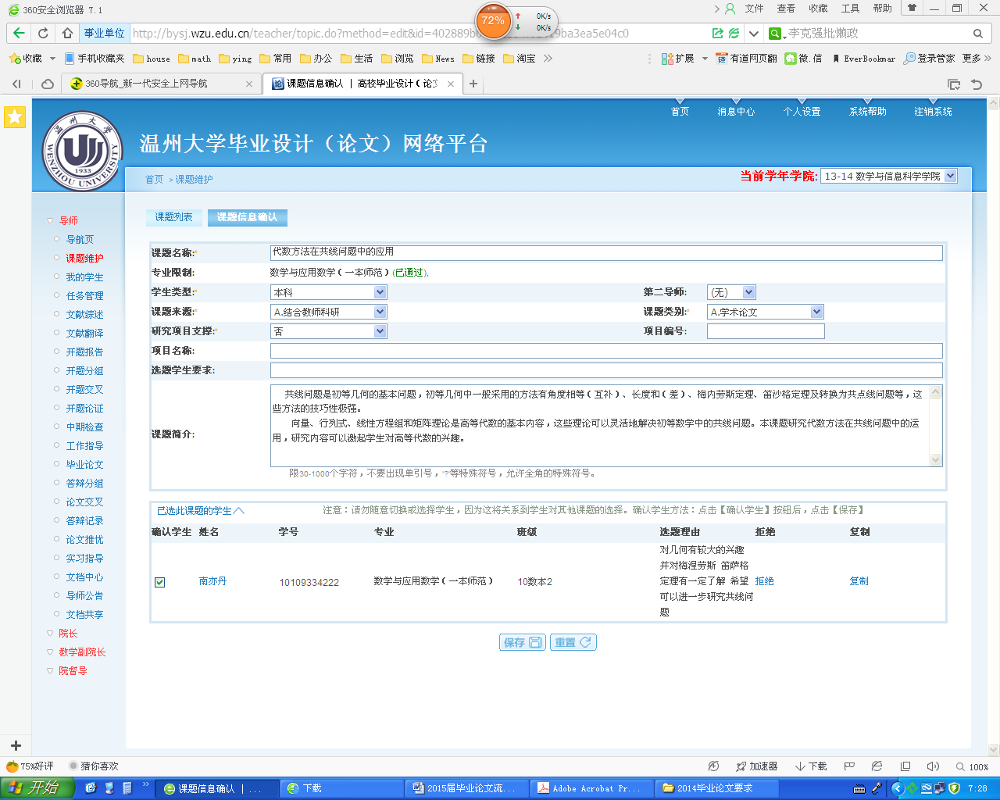 360安全浏览器 7.1
72%
0K/s
0K/s
文件 查看 收藏 工具 帮助
事业单位
李克强批懒政
收藏 手机收藏夹 house math ying 常用 办公 生活 浏览 News 链接 淘宝 扩展 有道网页翻 微.信 EverBookmar 登录管家 更多
360导航_新一代安全上网导航
课题信息确认 | 高校毕业设计(论文
首页 消息中心 个人设置 系统帮助 注销系统
温州大学
WENZHOU UNIVERSITY
1933
温州大学毕业设计（论文）网络平台
首页 >课题维护
当前学年学院: 13-14 数学与信息科学学院
导师
导航页
课题维护
我的学生
任务管理
文献综述
文献翻译
开题报告
开题分组
开题交叉
开题论证
中期检查
工作指导
毕业论文
答辩分组
论文交叉
答辩记录
论文推优
实习指导
文档中心
导师公告
文档共享
院长
教学副院长
院督导
课题列表 课题信息确认
课题名称:* 代数方法在共线问题中的应用
专业限制: 数学与应用数学(一本师范)(已通过),
学生类型:* 本科 第二导师: (无)
课题来源:* A.结合教师科研 课题类别:* A.学术论文
研究项目支撑:* 否 项目编号:
项目名称:
选题学生要求:
课题简介:
共线问题是初等几何的基本问题，初等几何中一般采用的方法有角度相等(互补)、长度和(差)、梅内劳斯定理、笛沙格定理及转换为共点线问题等，这
些方法的技巧性极强。
向量、行列式、线性方程组和矩阵理论是高等代数的基本内容，这些理论可以灵活地解决初等数学中的共线问题。本课题研究代数方法在共线问题中的运
用，研究内容可以激起学生对高等代数的兴趣。
限30-1000个字符，不要出现单引号，"?"等特殊符号，允许全角的特殊符号。
已选此课题的学生 注意：请勿随意切换或选择学生，因为这将关系到学生对其他课题的选择。确认学生方法：点击【确认学生】按钮后，点击【保存】
确认学生 姓名 学号 专业 班级 选题理由 拒绝 复制
南亦丹 10109334222 数学与应用数学(一本师范) 10数本2
对几何有较大的兴趣
并对梅涅劳斯 笛萨格
定理有一定了解 希望
可以进一步研究共线问
题
拒绝 复制
保存 重置
75%好评 猜你喜欢 加速器 下载 100%
开始 课题信息确认 | ... 下载 2015届毕业论文流... Adobe Acrobat Pr... 2014毕业论文要求 7:28